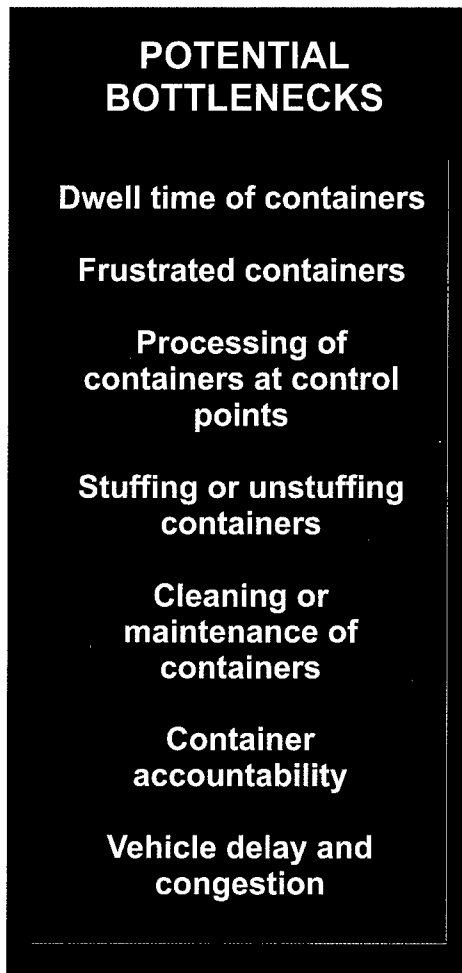 POTENTIAL
BOTTLENECKS
Dwell time of containers
Frustrated containers
Processing of
containers at control
points
Stuffing or unstuffing
containers
Cleaning or
maintenance of
containers
Container
accountability
Vehicle delay and
congestion